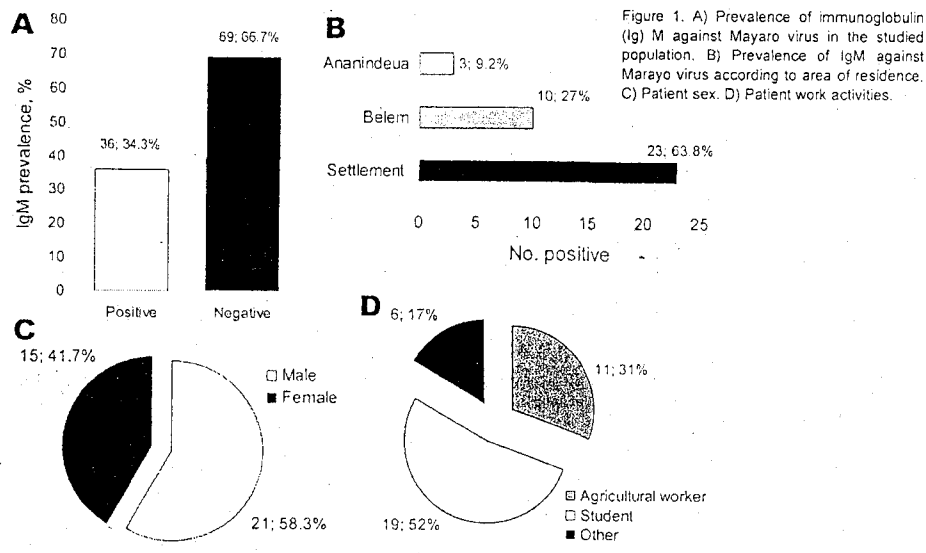 Figure 1. A) Prevalence of immunoglobulin
(Ig) M against Mayaro virus in the studied
population. B) Prevalence of IgM against
Marayo virus according to area of residence.
C) Patient sex. D) Patient work activities.
A
IgM prevalence, %
80
70
60
50
40
30
20
10
0
36; 34.3%
69; 66.7%
Positive
Negative
B
Ananindeua
3; 9.2%
Belem
10; 27%
Settlement
23; 63.8%
0 5 10 15 20 25
No. positive
C
15; 41.7%
Male
Female
21; 58.3%
D
6; 17%
11; 31%
19; 52%
Agricultural worker
Student
Other